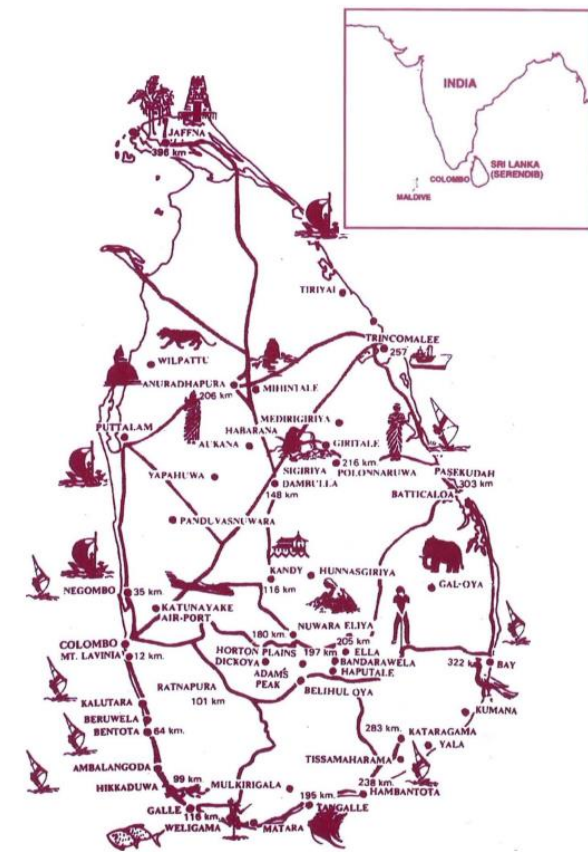 INDIA
SRI LANKA
(SERENDIB)
COLOMBO
MALDIVE
JAFFNA
396 km
TIRIYAI
TRINCOMALEE
257
WILPATTU
ANURADHAPURA
206 km
MIHINTALE
MEDIRIGIRIYA
HABARANA
PUTTALAM
AUKANA
GIRITALE
216 km.
POLONNARUWA
PASEKUDAH
SIGIRIYA
YAPAHUWA
DAMBULLA
148 km
303 km
BATTICALOA
PANDUVASNUWARA
KANDY
116 km
HUNNASGIRIYA
GAL-OYA
NEGOMBO
35 km
KATUNAYAKE
AIR-PORT
NUWARA ELIYA
180 km.
205 km
COLOMBO
MT. LAVINIA
12 km.
HORTON PLAINS
197 km
ELLA
DICKOYA
BANDARAWELA
ADAM'S
PEAK
HAPUTALE
322 km
BAY
RATNAPURA
101 km
BELIHUL OYA
KALUTARA
BERUWELA
BENTOTA
64 km.
KUMANA
283 km.
KATARAGAMA
YALA
AMBALANGODA
TISSAMAHARAMA
HIKKADUWA
99 km.
MULKIRIGALA
238 km.
HAMBANTOTA
GALLE
116 km
195 km.
TANGALLE
WELIGAMA
MATARA